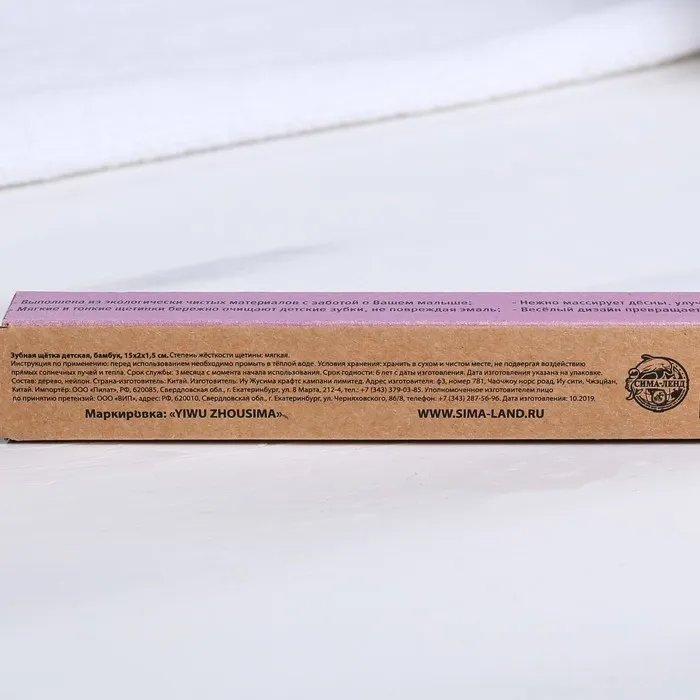 - Выполнена из экологически чистых материалов с заботой о Вашем малыше; - Нежно массирует дёсны, улуч
- Мягкие и тонкие щетинки бережно очищают детские зубки, не повреждая эмаль; - Весёлый дизайн превращает
Зубная щётка детская, бамбук, 15х2х1,5 см. Степень жёсткости щетины: мягкая.
Инструкция по применению: перед использованием необходимо промыть в тёплой воде. Условия хранения: хранить в сухом и чистом месте, не подвергая воздействию
прямых солнечных лучей и тепла. Срок службы: 3 месяца с момента начала использования. Срок годности: 6 лет с даты изготовления. Дата изготовления указана на упаковке.
Состав: дерево, нейлон. Страна-изготовитель: Китай. Изготовитель: Иу Жусима крафтс кампани лимитед. Адрес изготовителя: ф3, номер 781, Чаочжоу норс роад, Иу сити, Чжэцзян,
Китай. Импортёр: ООО «Пилат», РФ, 620085, Свердловская обл., г. Екатеринбург, ул. 8 Марта, 212-4, тел.: +7 (343) 379-03-85. Уполномоченное изготовителем лицо
по принятию претензий: ООО «ВИП», адрес: РФ, 620010, Свердловская обл., г. Екатеринбург, ул. Черняховского, 86/8, телефон: +7 (343) 287-56-96. Дата изготовления: 10.2019.
СИМА-ЛЕНД
Маркировка: «YIWU ZHOUSIMA» WWW.SIMA-LAND.RU